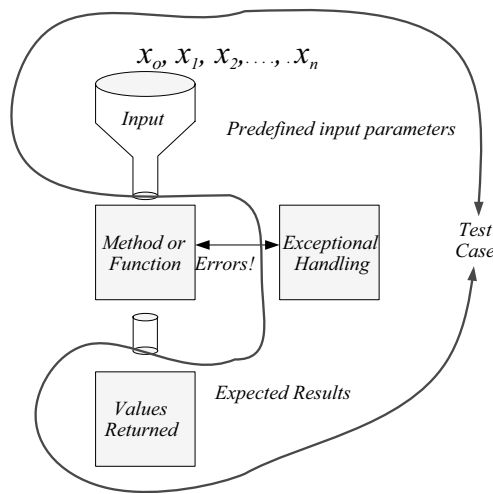 x_o, x_1, x_2,...., .x_n
Input
Predefined input parameters
Method or
Function
Errors!
Exceptional
Handling
Test
Case
Expected Results
Values
Returned